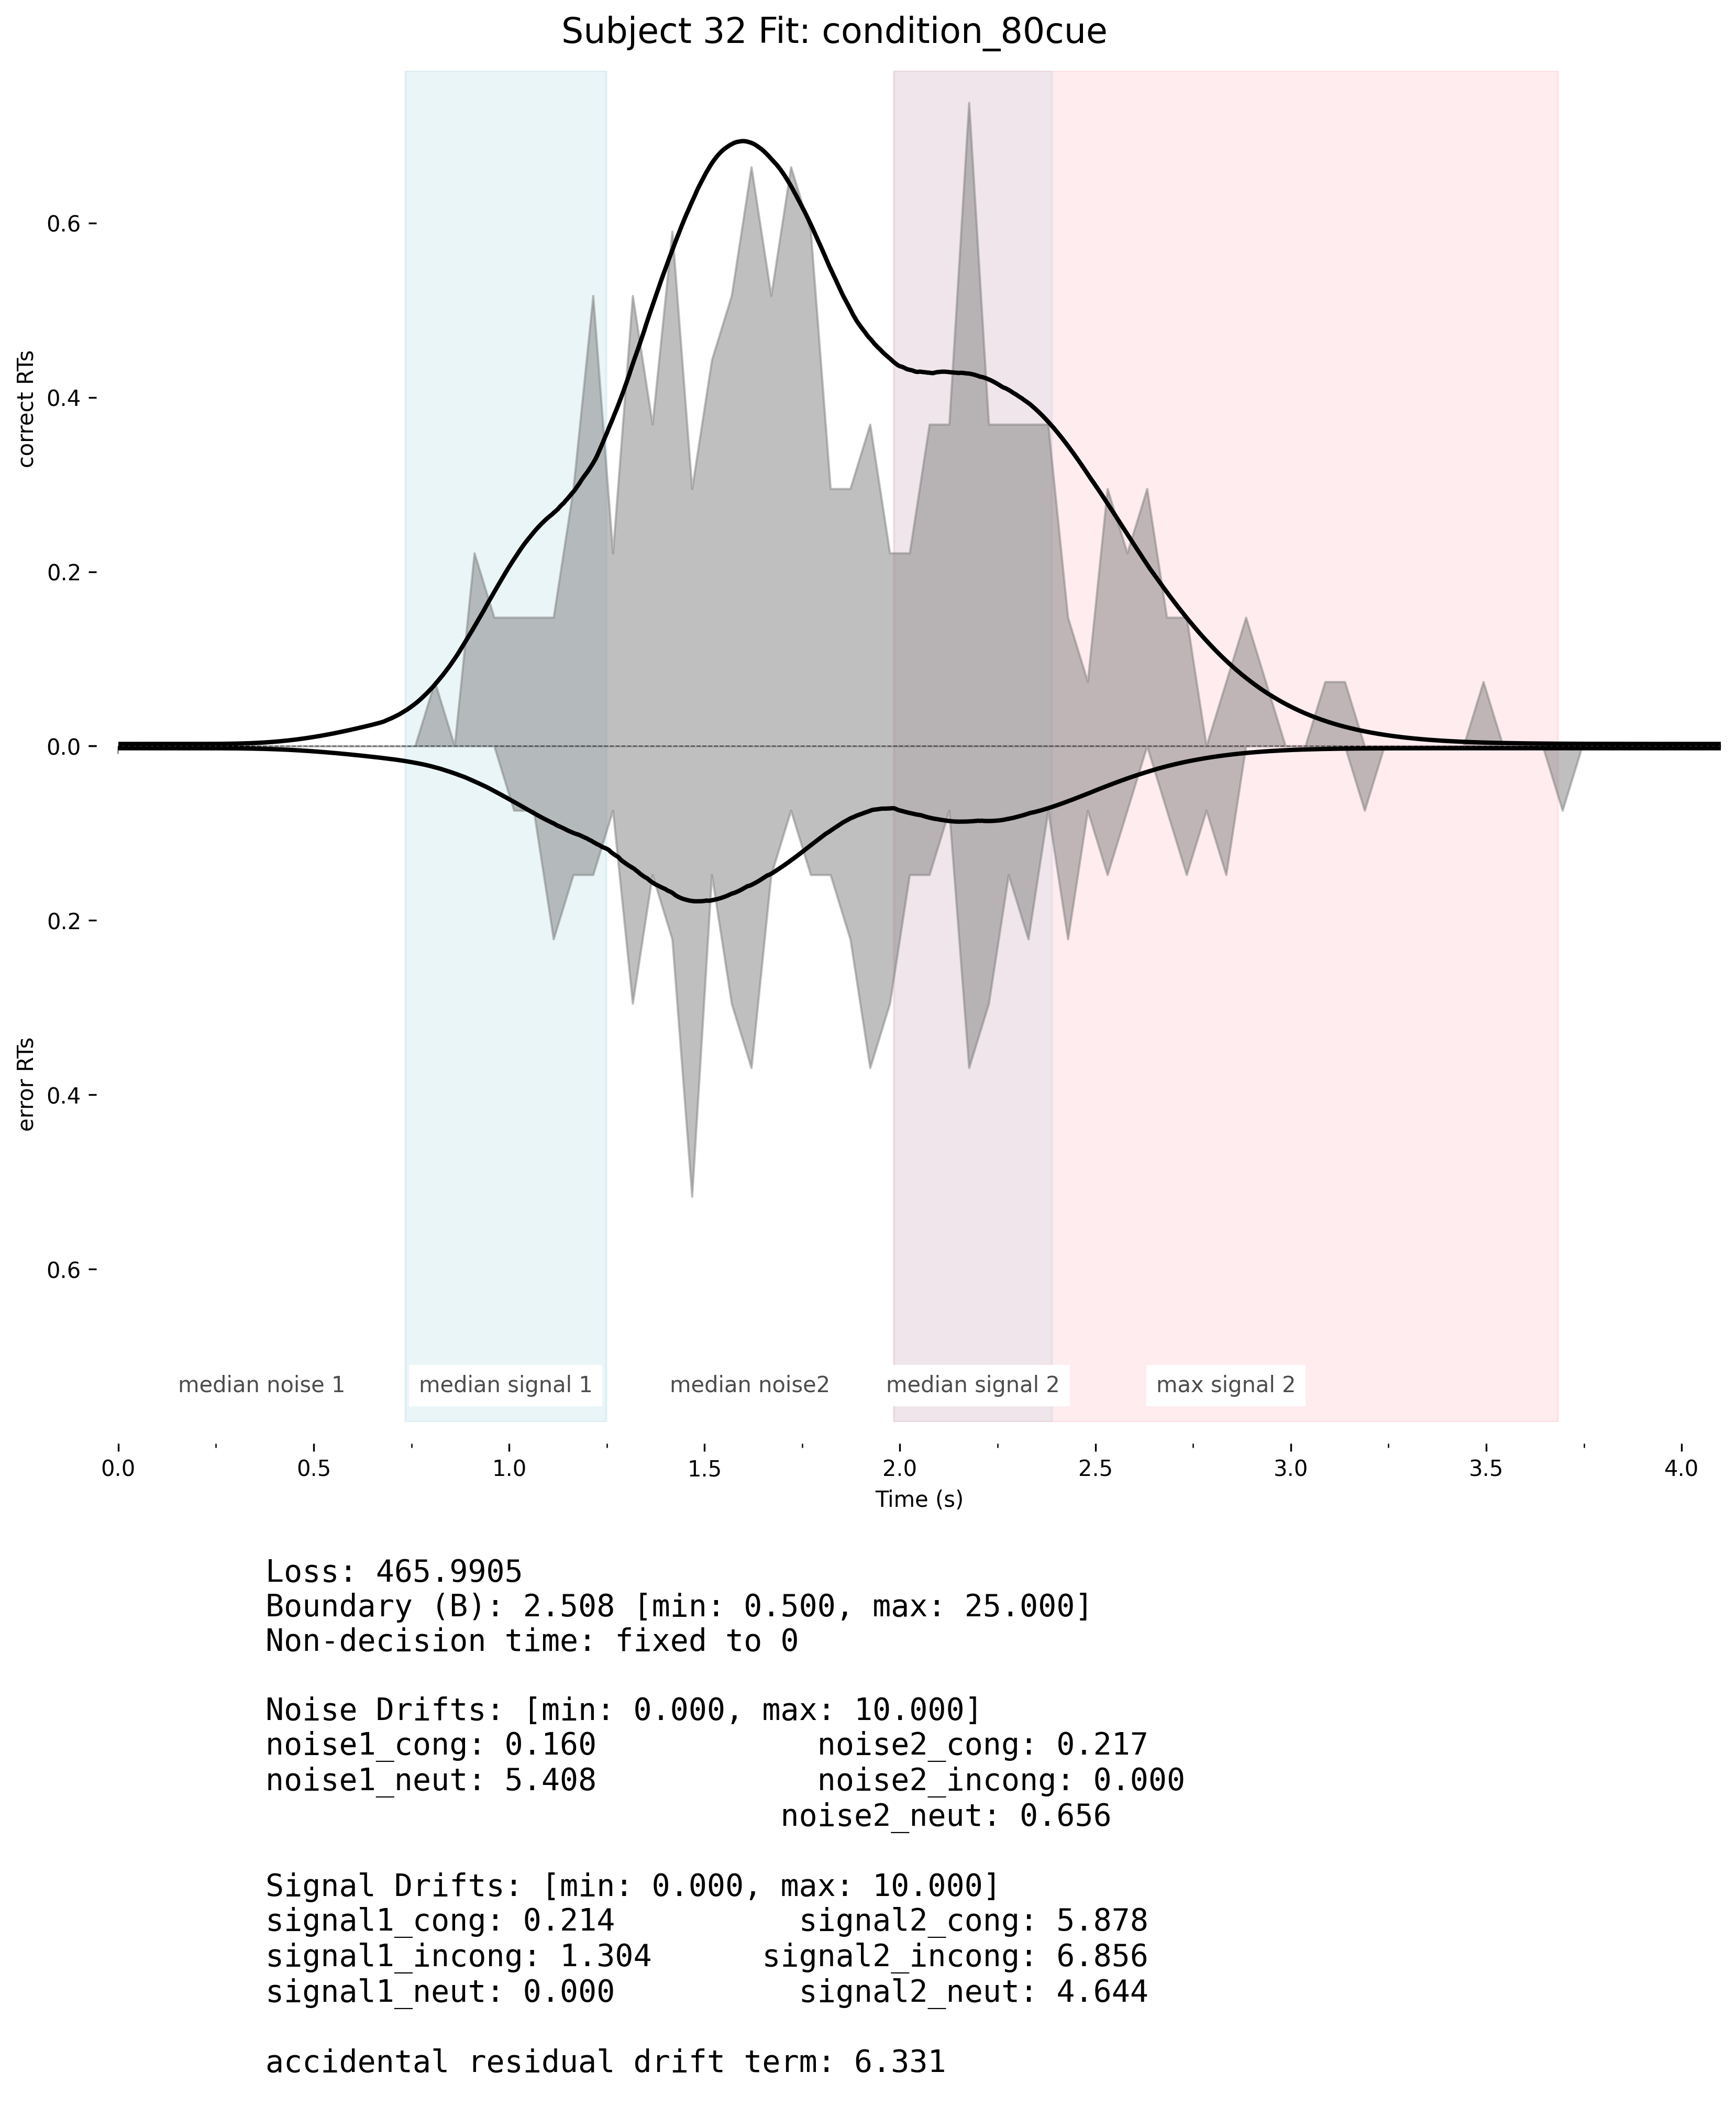 Subject 32 Fit: condition_80cue
correct RTs
error RTs
0.6
0.4
0.2
0.0
0.2
0.4
0.6
median noise 1
median signal 1
median noise2
median signal 2
max signal 2
0.0 0.5 1.0 1.5 2.0 2.5 3.0 3.5 4.0
Time (s)
Loss: 465.9905
Boundary (B): 2.508 [min: 0.500, max: 25.000]
Non-decision time: fixed to 0
Noise Drifts: [min: 0.000, max: 10.000]
noise1_cong: 0.160 noise2_cong: 0.217
noise1_neut: 5.408 noise2_incong: 0.000
noise2_neut: 0.656
Signal Drifts: [min: 0.000, max: 10.000]
signal1_cong: 0.214 signal2_cong: 5.878
signal1_incong: 1.304 signal2_incong: 6.856
signal1_neut: 0.000 signal2_neut: 4.644
accidental residual drift term: 6.331